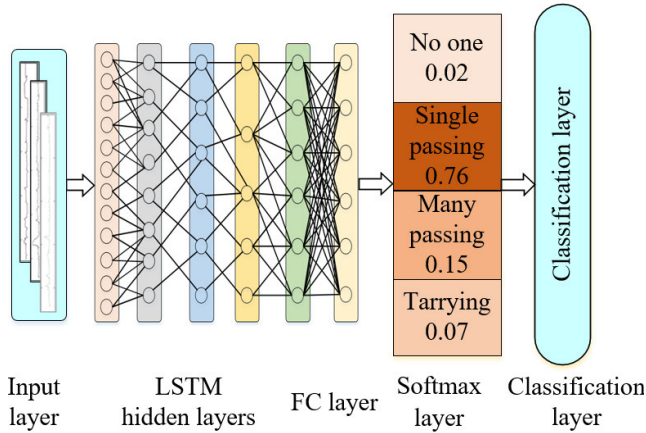 No one
0.02
Single
passing
0.76
Many
passing
0.15
Tarrying
0.07
Classification layer
Input
layer
LSTM
hidden layers
FC layer
Softmax
layer
Classification
layer